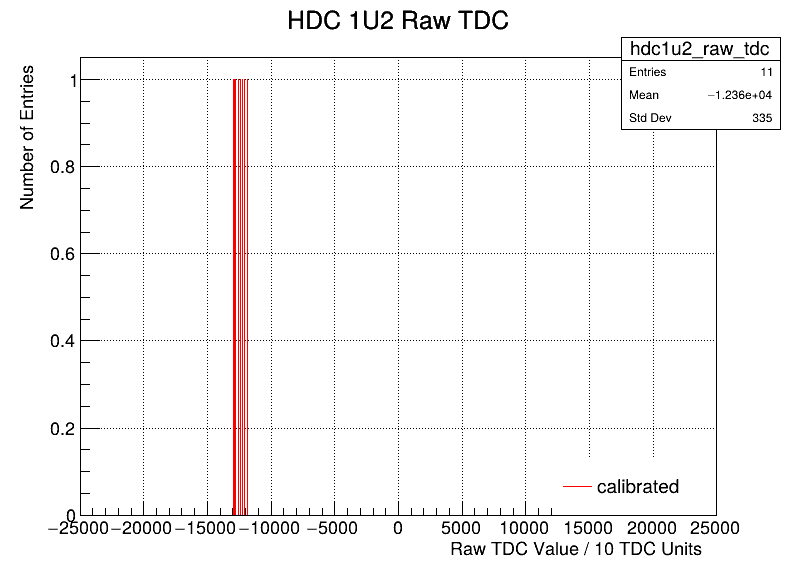 HDC 1U2 Raw TDC
hdc1u2_raw_tdc
Entries 11
Mean −1.236e+04
Std Dev 335
Number of Entries
1
0.8
0.6
0.4
0.2
0
−25000 −20000 −15000 −10000 −5000 0 5000 10000 15000 20000 25000
calibrated
Raw TDC Value / 10 TDC Units